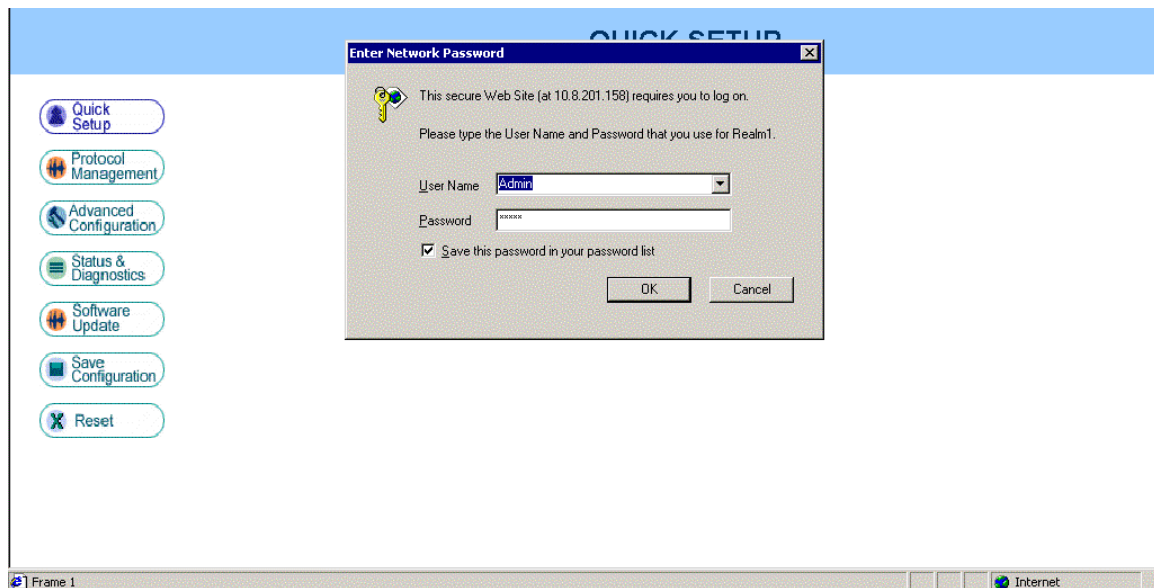 QUICK SETUP
Enter Network Password
Quick
Setup
Protocol
Management
Advanced
Configuration
Status &
Diagnostics
Software
Update
Save
Configuration
Reset
This secure Web Site (at 10.8.201.158) requires you to log on.
Please type the User Name and Password that you use for Realm1.
User Name Admin
Password xxxxx
Save this password in your password list
OK Cancel
Frame 1 Internet